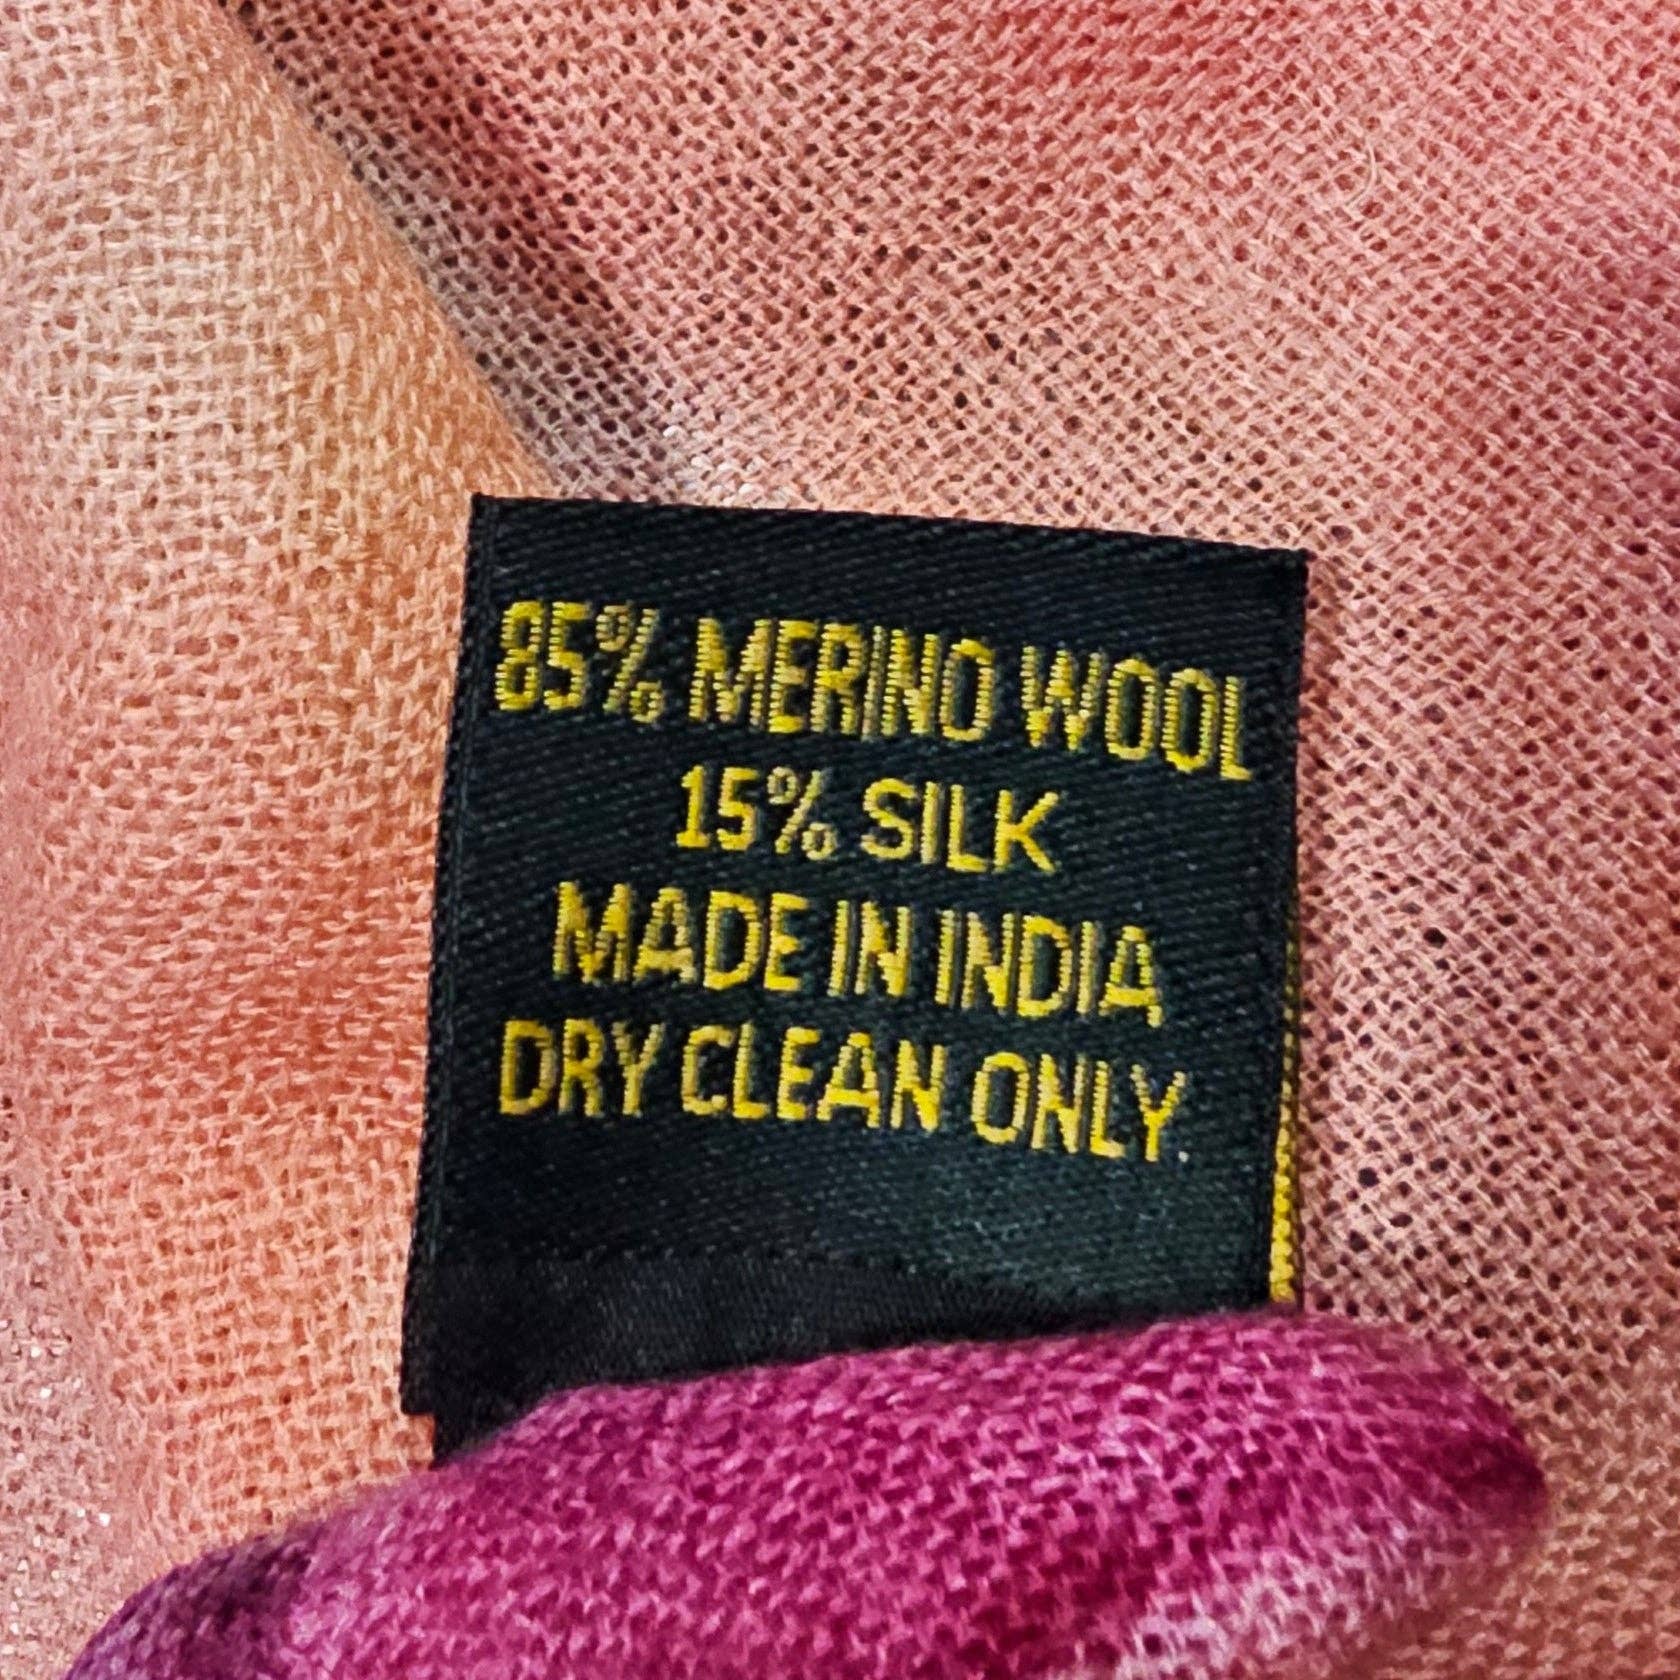 85% MERINO WOOL
15% SILK
MADE IN INDIA
DRY CLEAN ONLY.